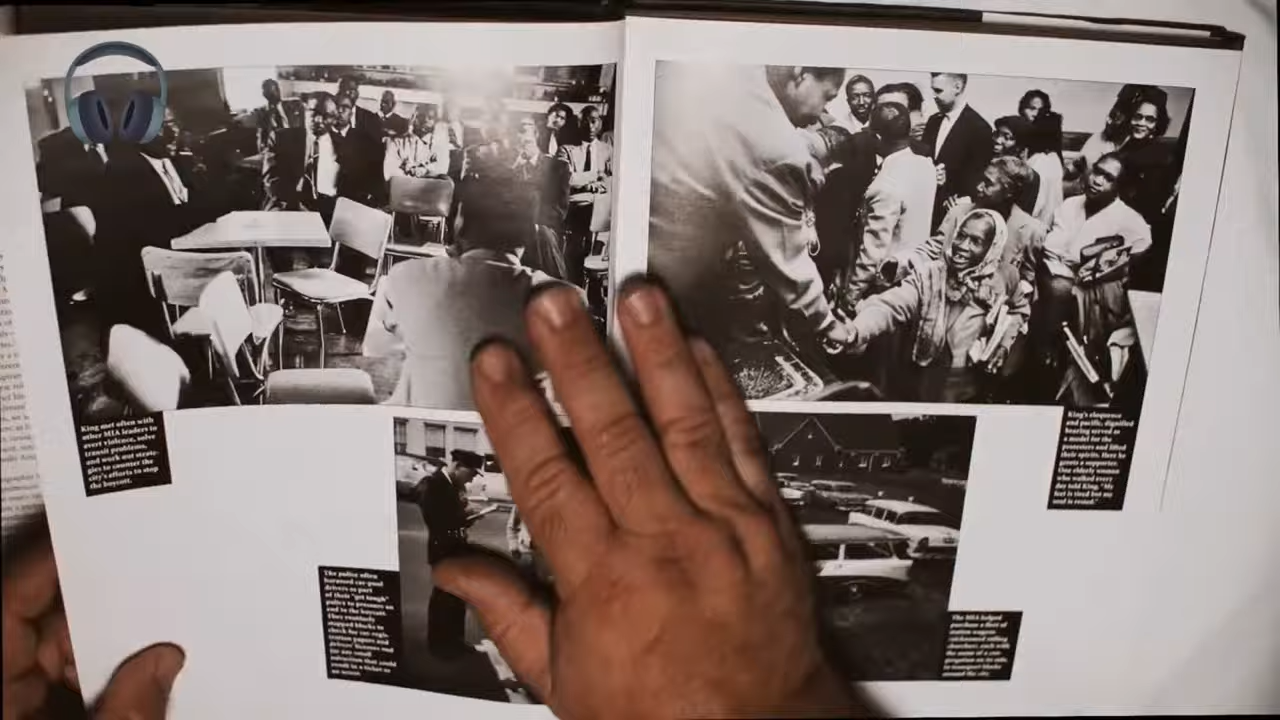 King met often with
other MIA leaders to
avert violence, solve
transit problems,
and work out strate-
gies to counter the
city's efforts to stop
the boycott.
King's eloquence
and pacific, dignified
bearing served as
a model for the
protesters and lifted
their spirits. Here he
greets a supporter.
One elderly woman
who walked every
day told King, "My
feet is tired but my
soul is rested."
The police often
harassed car-pool
drivers as part
of their "get tough"
policy to pressure an
end to the boycott.
They routinely
stopped blacks to
check for car regis-
tration papers and
drivers' licenses and
for any small
infraction that could
result in a ticket or
an arrest.
The MIA helped
purchase a fleet of
station wagons
(nicknamed rolling
churches), each with
the name of a con-
gregation on its side,
to transport blacks
around the city.